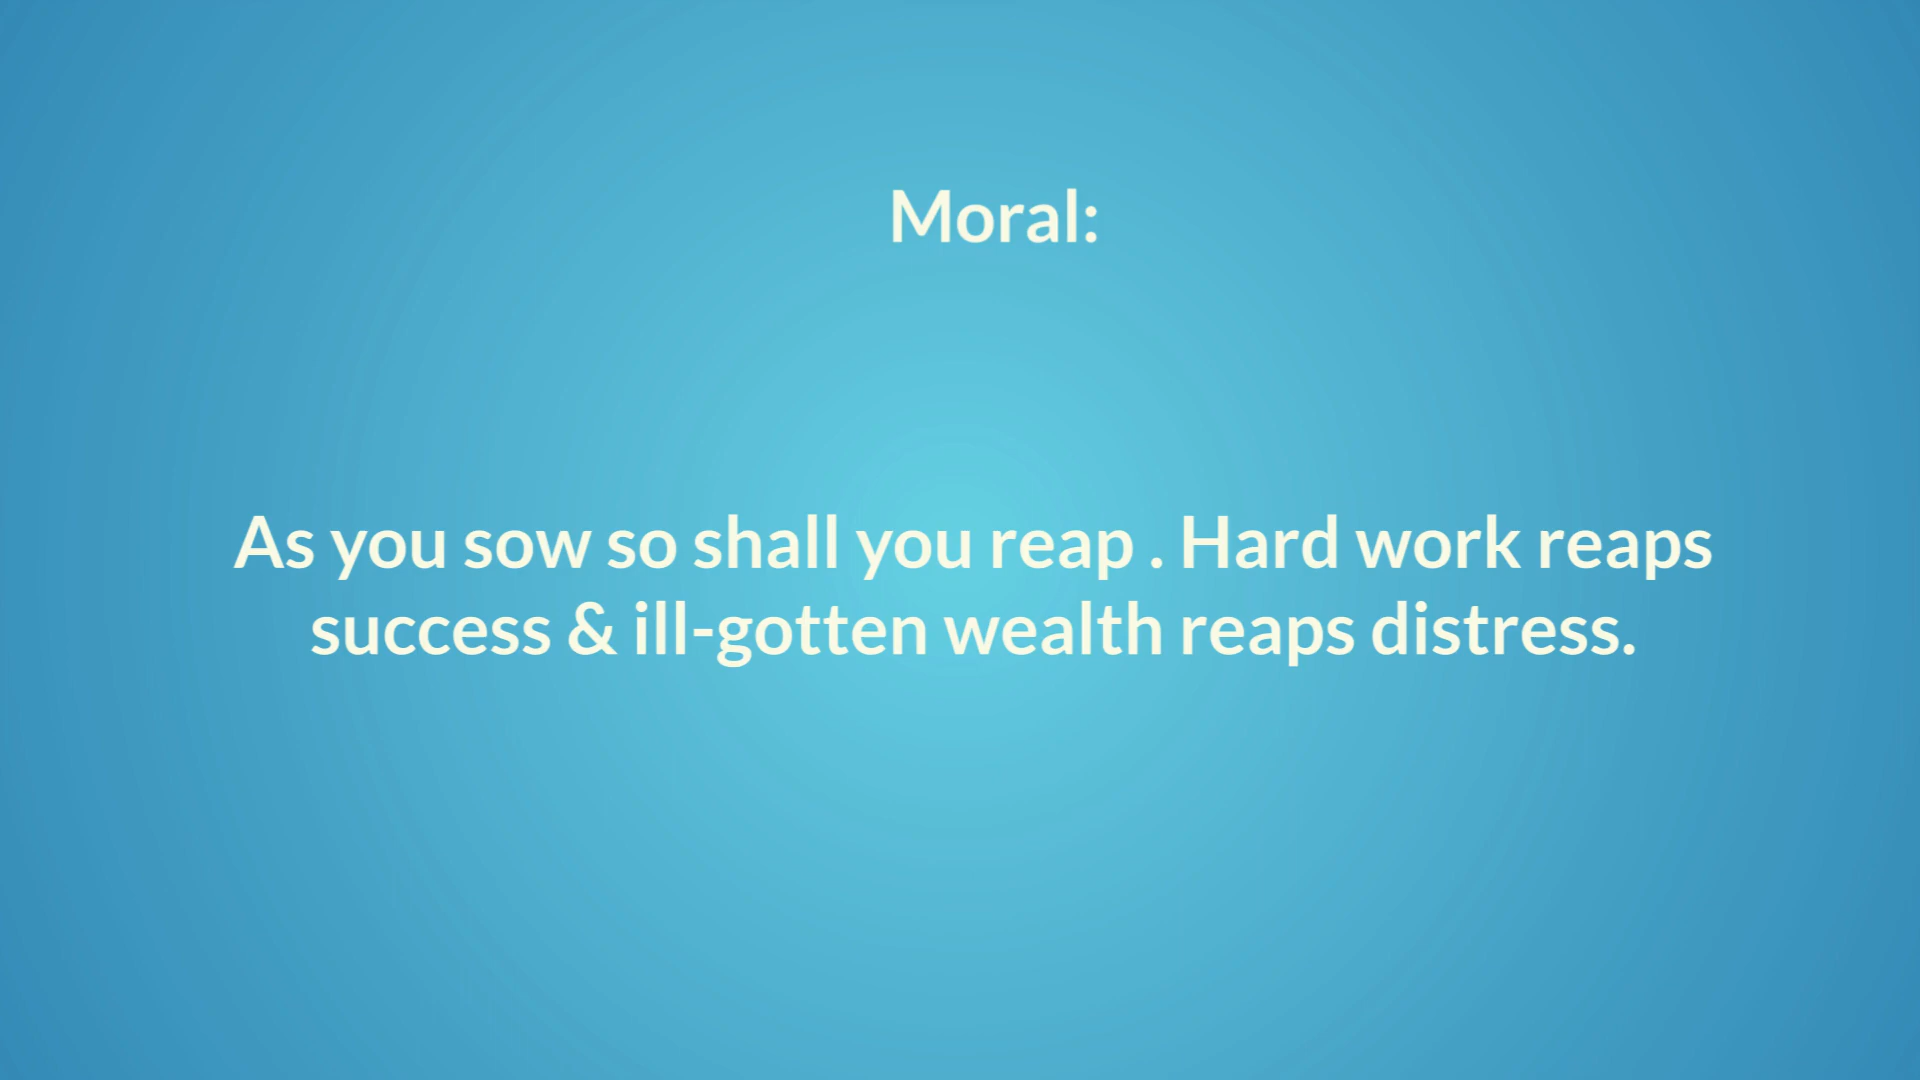 Moral:
As you sow so shall you reap . Hard work reaps
success & ill-gotten wealth reaps distress.